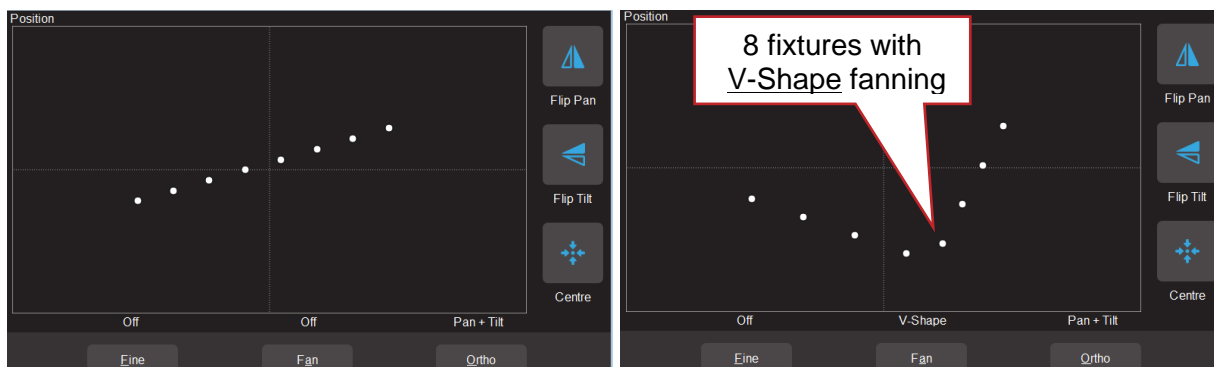 Position
Flip Pan
Flip Tilt
Centre
Off Off Pan + Tilt
Fine Fan Ortho
Position
8 fixtures with
V-Shape fanning
Flip Pan
Flip Tilt
Centre
Off V-Shape Pan + Tilt
Fine Fan Ortho